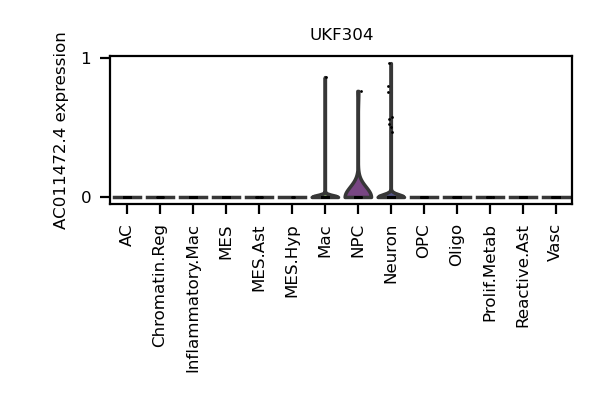 UKF304
AC011472.4 expression
1
0
AC
Chromatin.Reg
Inflammatory.Mac
MES
MES.Ast
MES.Hyp
Mac
NPC
Neuron
OPC
Oligo
Prolif.Metab
Reactive.Ast
Vasc